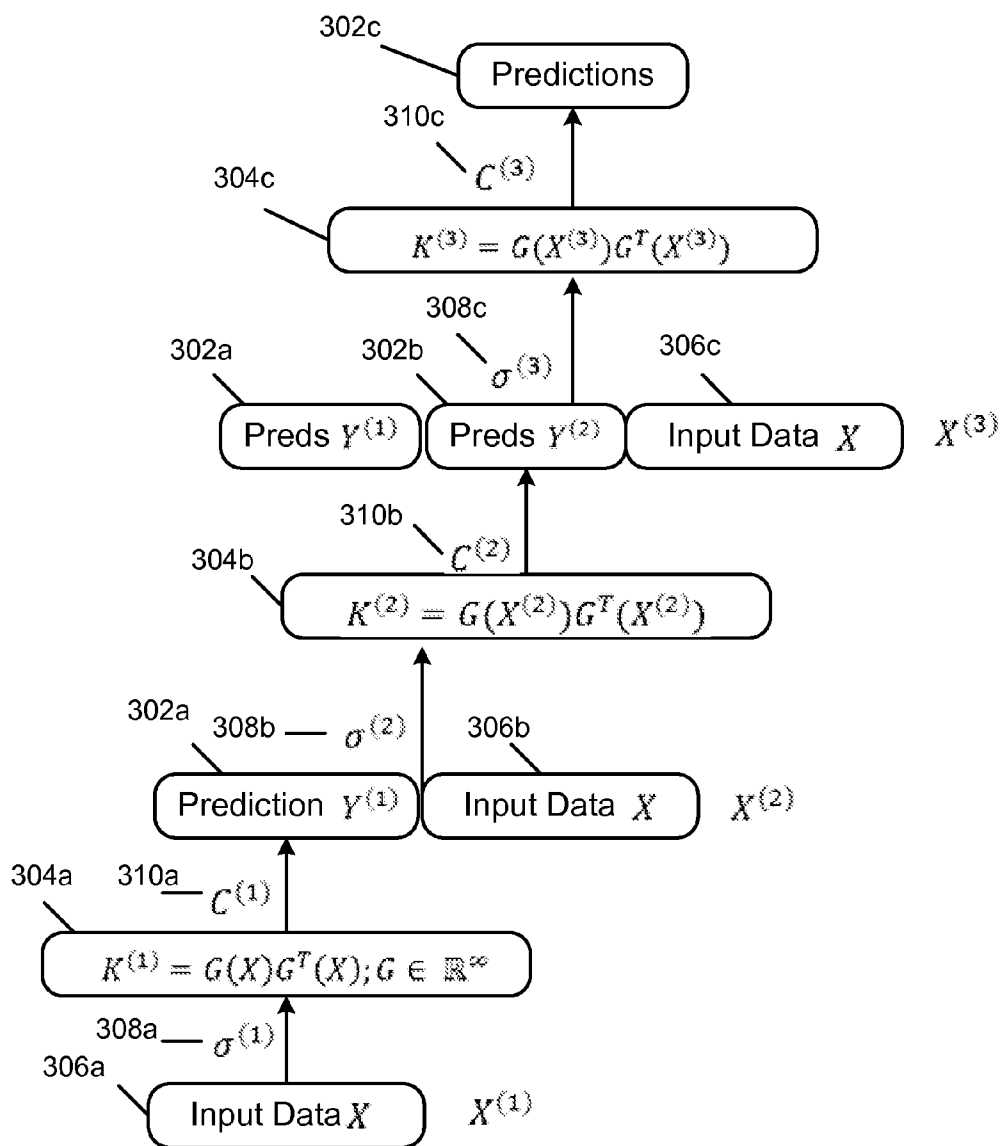 302c
Predictions
310c
C^(3)
304c
K^(3) = G(X^(3))G^T(X^(3))
308c
302a 302b σ^(3) 306c
Preds Y^(1) Preds Y^(2) Input Data X X^(3)
310b
C^(2)
304b
K^(2) = G(X^(2))G^T(X^(2))
302a
308b σ^(2) 306b
Prediction Y^(1) Input Data X X^(2)
304a 310a C^(1)
K^(1) = G(X)G^T(X); G ∈ ℝ^∞
308a σ^(1)
306a
Input Data X X^(1)